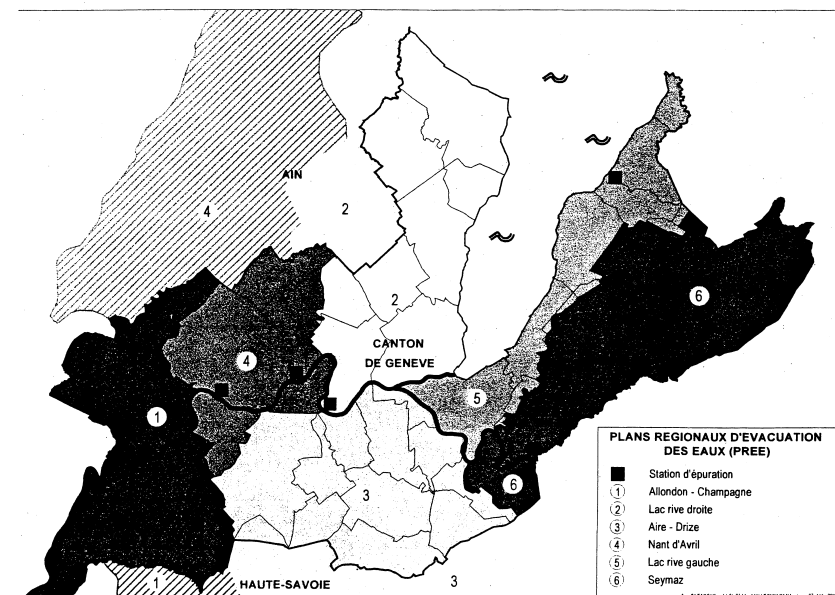 AIN
4
2
2
6
CANTON
DE GENEVE
4
5
1
6
3
1
HAUTE-SAVOIE
3
PLANS REGIONAUX D'EVACUATION
DES EAUX (PREE)
Station d'épuration
1 Allondon - Champagne
2 Lac rive droite
3 Aire - Drize
4 Nant d'Avril
5 Lac rive gauche
6 Seymaz